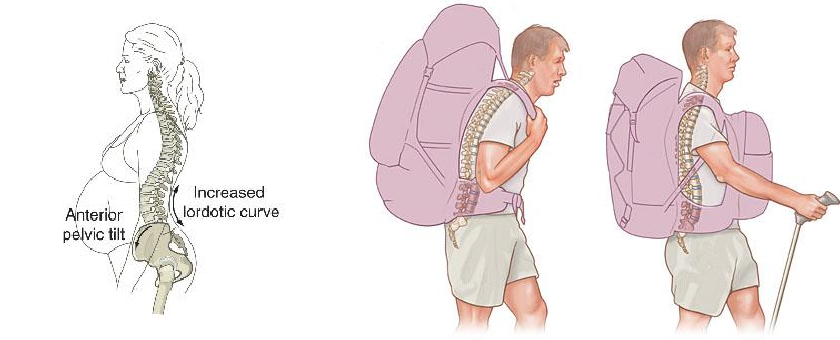 Increased
lordotic curve
Anterior
pelvic tilt